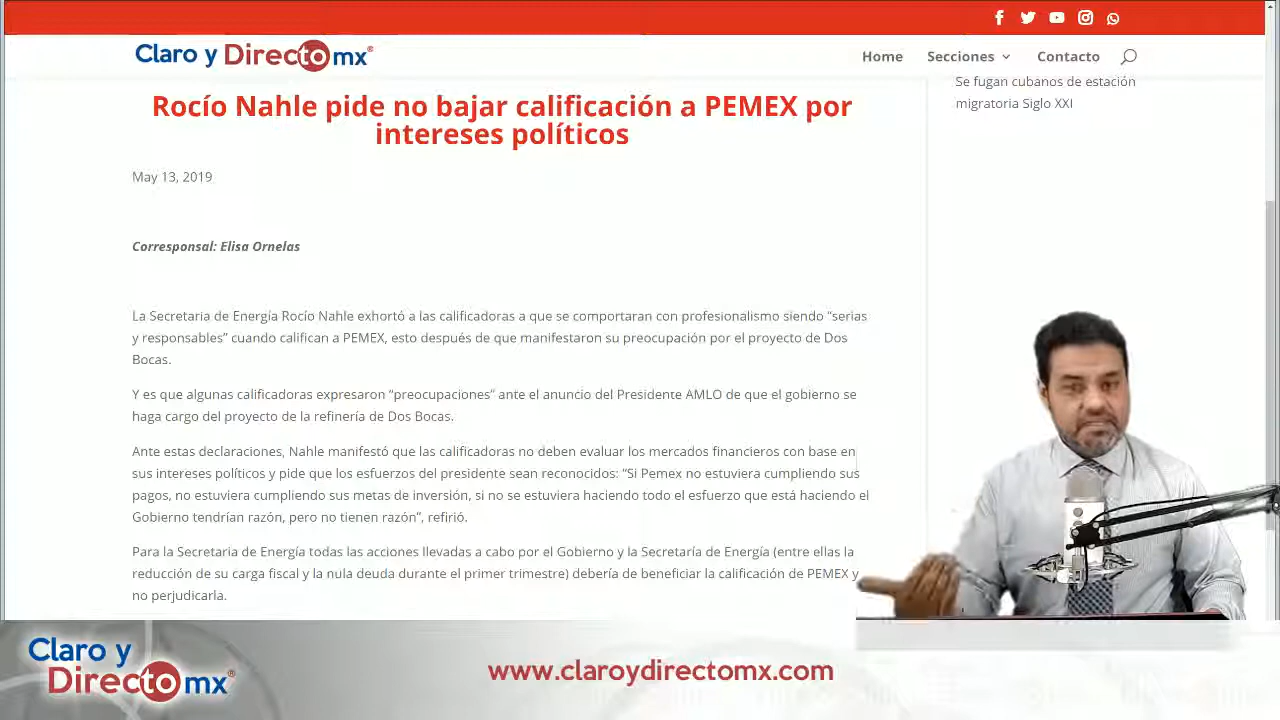 Claro y Directo mx®
Home
Secciones
Contacto
Se fugan cubanos de estación
migratoria Siglo XXI
Rocío Nahle pide no bajar calificación a PEMEX por
intereses políticos
May 13, 2019
Corresponsal: Elisa Ornelas
La Secretaria de Energía Rocío Nahle exhortó a las calificadoras a que se comportaran con profesionalismo siendo “serias
y responsables” cuando califican a PEMEX, esto después de que manifestaron su preocupación por el proyecto de Dos
Bocas.
Y es que algunas calificadoras expresaron “preocupaciones” ante el anuncio del Presidente AMLO de que el gobierno se
haga cargo del proyecto de la refinería de Dos Bocas.
Ante estas declaraciones, Nahle manifestó que las calificadoras no deben evaluar los mercados financieros con base en
sus intereses políticos y pide que los esfuerzos del presidente sean reconocidos: “Si Pemex no estuviera cumpliendo sus
pagos, no estuviera cumpliendo sus metas de inversión, si no se estuviera haciendo todo el esfuerzo que está haciendo el
Gobierno tendrían razón, pero no tienen razón”, refirió.
Para la Secretaria de Energía todas las acciones llevadas a cabo por el Gobierno y la Secretaría de Energía (entre ellas la
reducción de su carga fiscal y la nula deuda durante el primer trimestre) debería de beneficiar la calificación de PEMEX y
no perjudicarla.
Claro y
Directo mx®
www.claroydirectomx.com